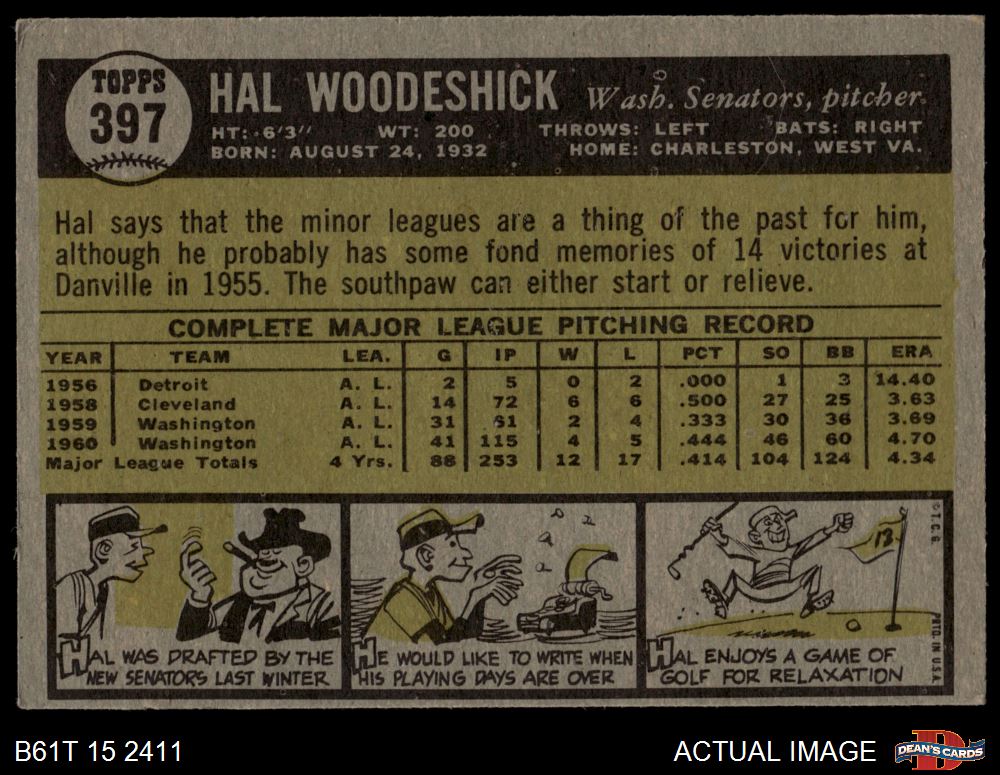 TOPPS
397
HAL WOODESHICK Wash. Senators, pitcher
HT: 6'3" WT: 200 THROWS: LEFT BATS: RIGHT
BORN: AUGUST 24, 1932 HOME: CHARLESTON, WEST VA.
Hal says that the minor leagues are a thing of the past for him,
although he probably has some fond memories of 14 victories at
Danville in 1955. The southpaw can either start or relieve.
COMPLETE MAJOR LEAGUE PITCHING RECORD
YEAR TEAM LEA. G IP W L PCT SO BB ERA
1956 Detroit A. L. 2 5 0 2 .000 1 3 14.40
1958 Cleveland A. L. 14 72 6 6 .500 27 25 3.63
1959 Washington A. L. 31 61 2 4 .333 30 36 3.69
1960 Washington A. L. 41 115 4 5 .444 46 60 4.70
Major League Totals 4 Yrs. 88 253 12 17 .414 104 124 4.34
HAL WAS DRAFTED BY THE
NEW SENATORS LAST WINTER
HE WOULD LIKE TO WRITE WHEN
HIS PLAYING DAYS ARE OVER
13
HAL ENJOYS A GAME OF
GOLF FOR RELAXATION
©T.C.G.
PRTD. IN U.S.A.
B61T 15 2411
ACTUAL IMAGE
D
DEAN'S CARDS